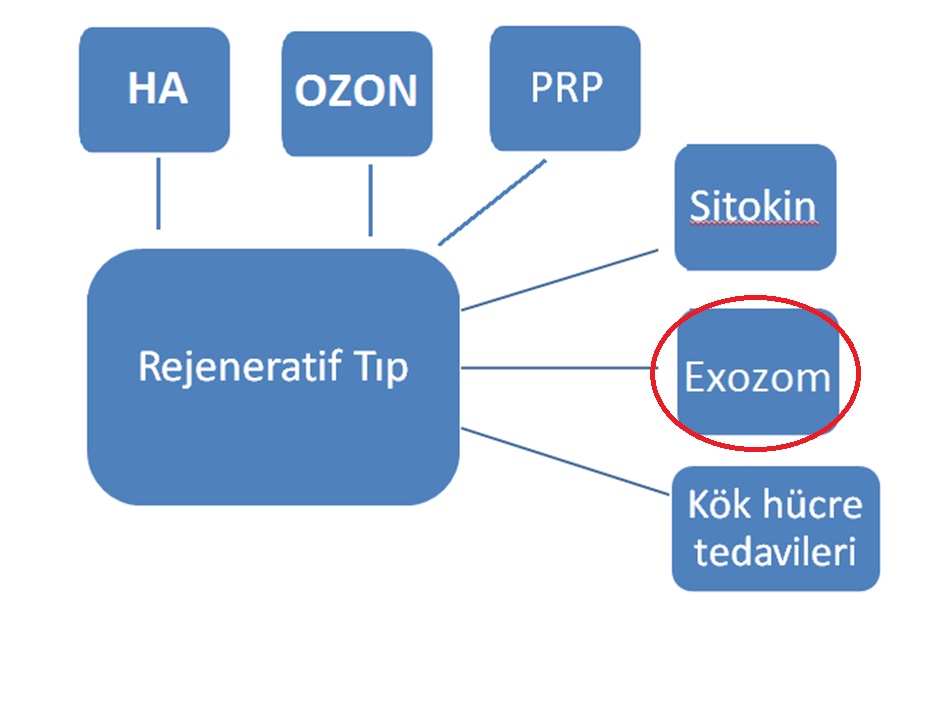 HA
OZON
PRP
Sitokin
Rejeneratif Tıp
Exozom
Kök hücre
tedavileri